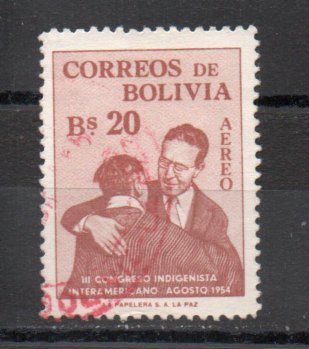 CORREOS DE
BOLIVIA
Bs. 20
AEREO
III CONGRESO INDIGENISTA
INTERAMERICANO AGOSTO 1954
PAPELERA S. A. LA PAZ